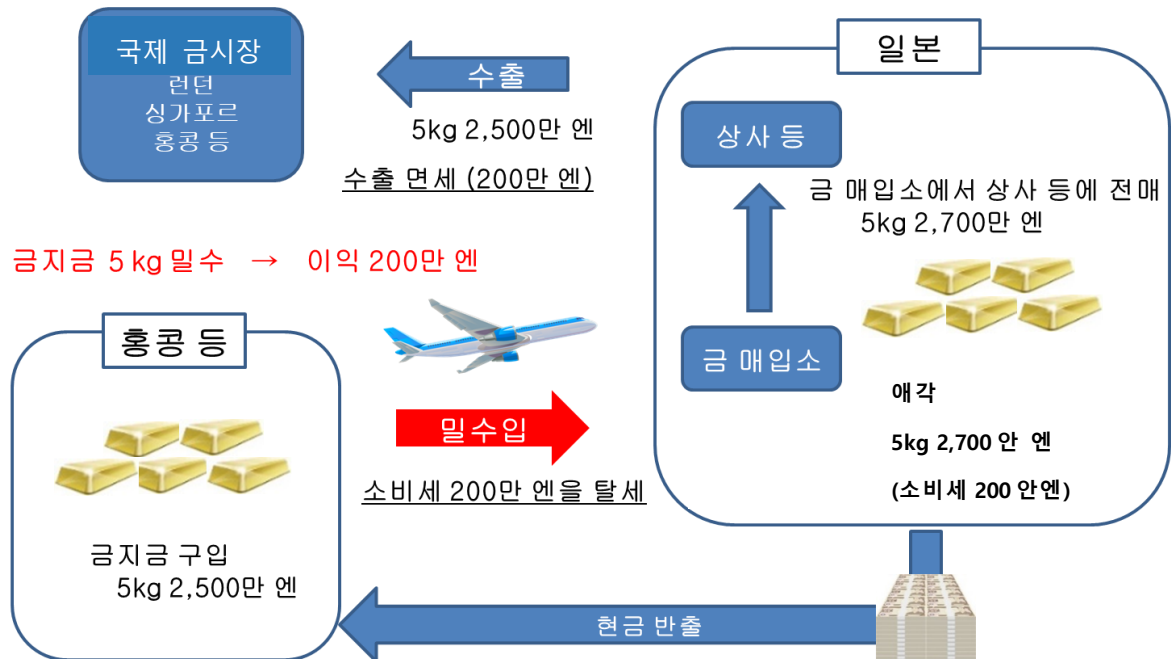 국제 금시장
런던
싱가포르
홍콩 등
수출
5kg 2,500만 엔
수출 면세 (200만 엔)
일본
상사 등
금 매입소에서 상사 등에 전매
5kg 2,700만 엔
금 매입소
애각
5kg 2,700 안 엔
(소비세 200 안엔)
금지금 5 kg 밀수 → 이익 200만 엔
홍콩 등
밀수입
소비세 200만 엔을 탈세
금지금 구입
5kg 2,500만 엔
현금 반출